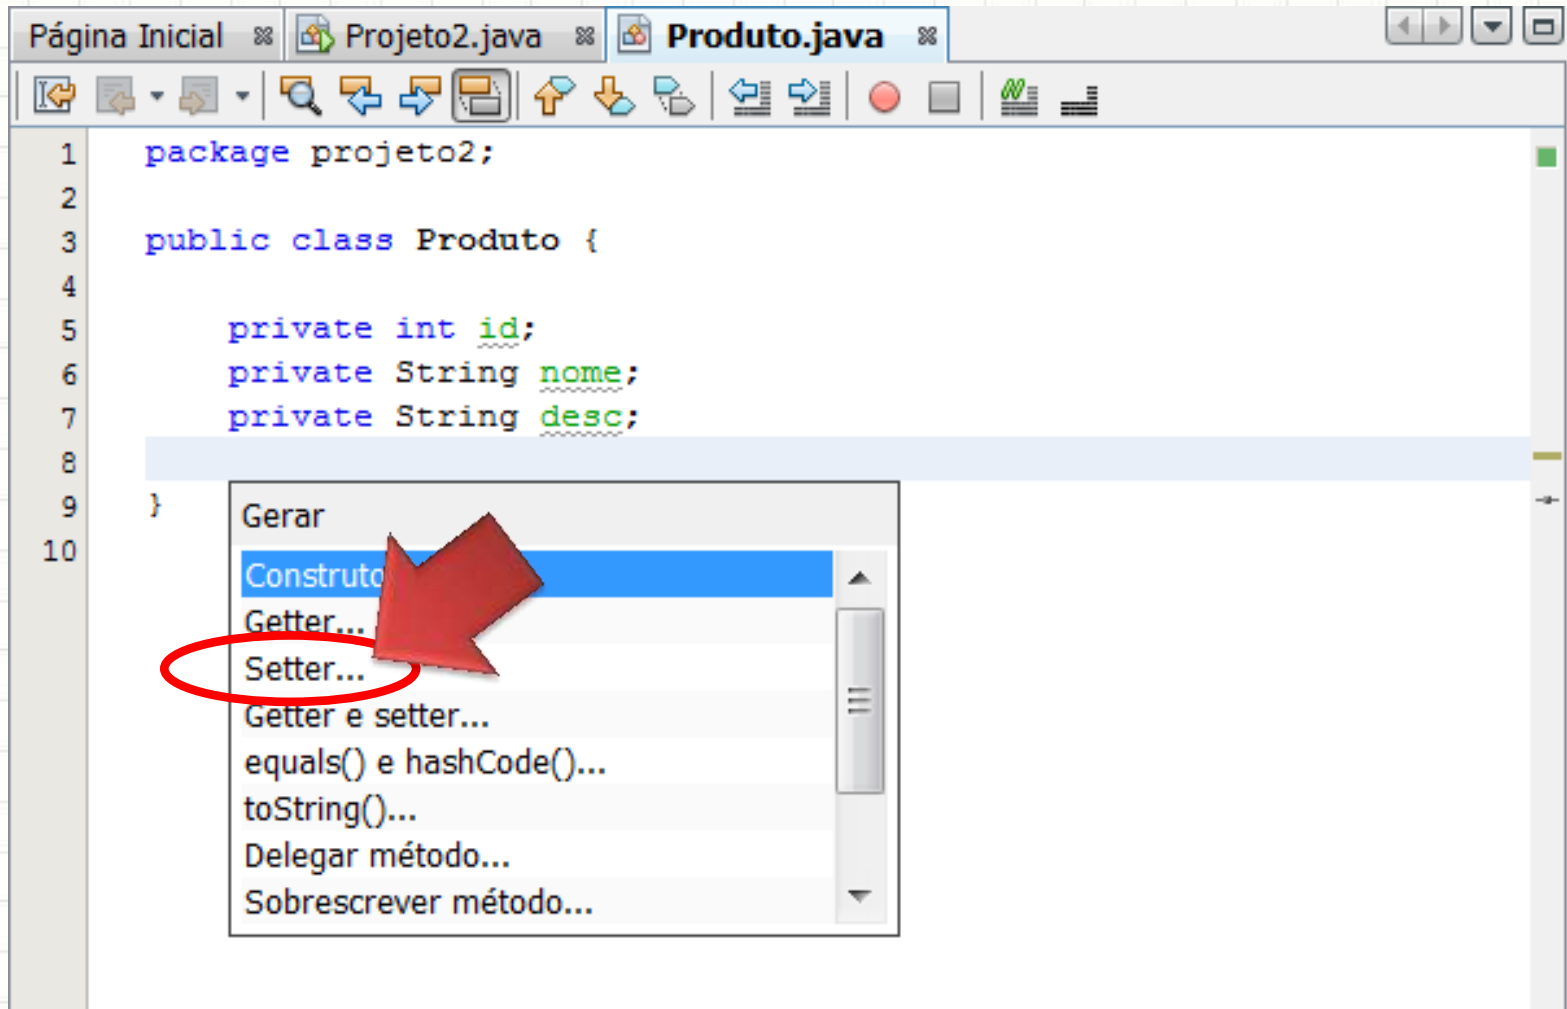 Página Inicial Projeto2.java Produto.java
1 package projeto2;
2
3 public class Produto {
4
5 private int id;
6 private String nome;
7 private String desc;
8
9 }
10
Gerar
Getter...
Setter...
Getter e setter...
equals() e hashCode()...
toString()...
Delegar método...
Sobrescrever método...